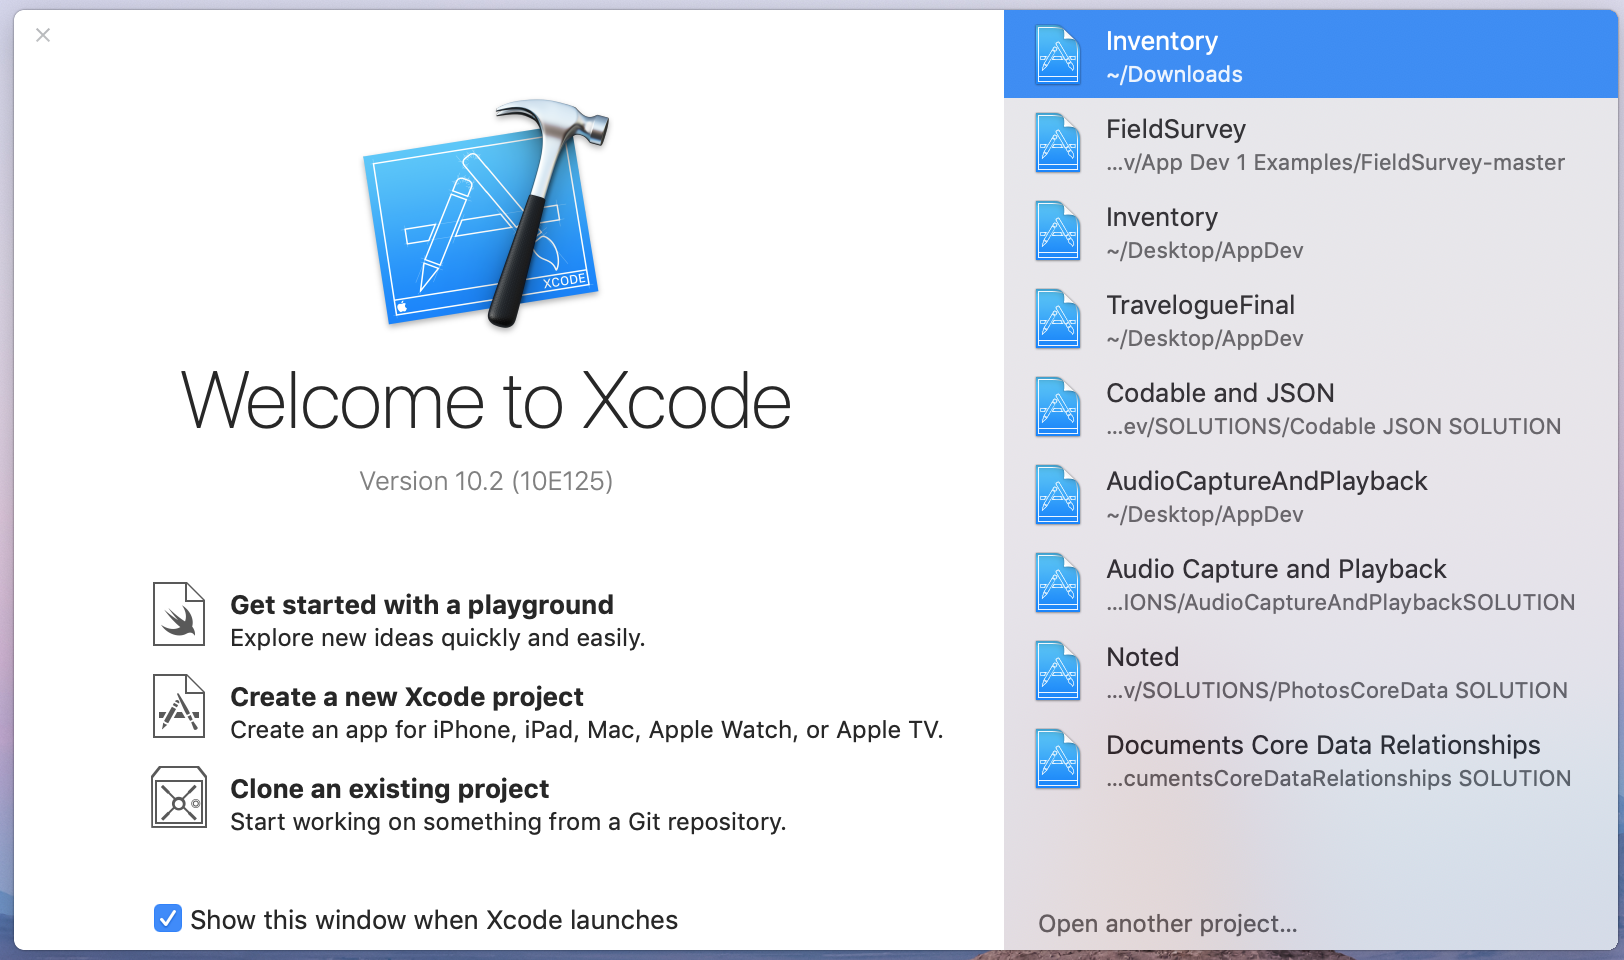 XCODE
Welcome to Xcode
Version 10.2 (10E125)
Get started with a playground
Explore new ideas quickly and easily.
Create a new Xcode project
Create an app for iPhone, iPad, Mac, Apple Watch, or Apple TV.
Clone an existing project
Start working on something from a Git repository.
Show this window when Xcode launches
Inventory
~/Downloads
FieldSurvey
...v/App Dev 1 Examples/FieldSurvey-master
Inventory
~/Desktop/AppDev
TravelogueFinal
~/Desktop/AppDev
Codable and JSON
...ev/SOLUTIONS/Codable JSON SOLUTION
AudioCaptureAndPlayback
~/Desktop/AppDev
Audio Capture and Playback
...IONS/AudioCaptureAndPlaybackSOLUTION
Noted
...v/SOLUTIONS/PhotosCoreData SOLUTION
Documents Core Data Relationships
...cumentsCoreDataRelationships SOLUTION
Open another project...